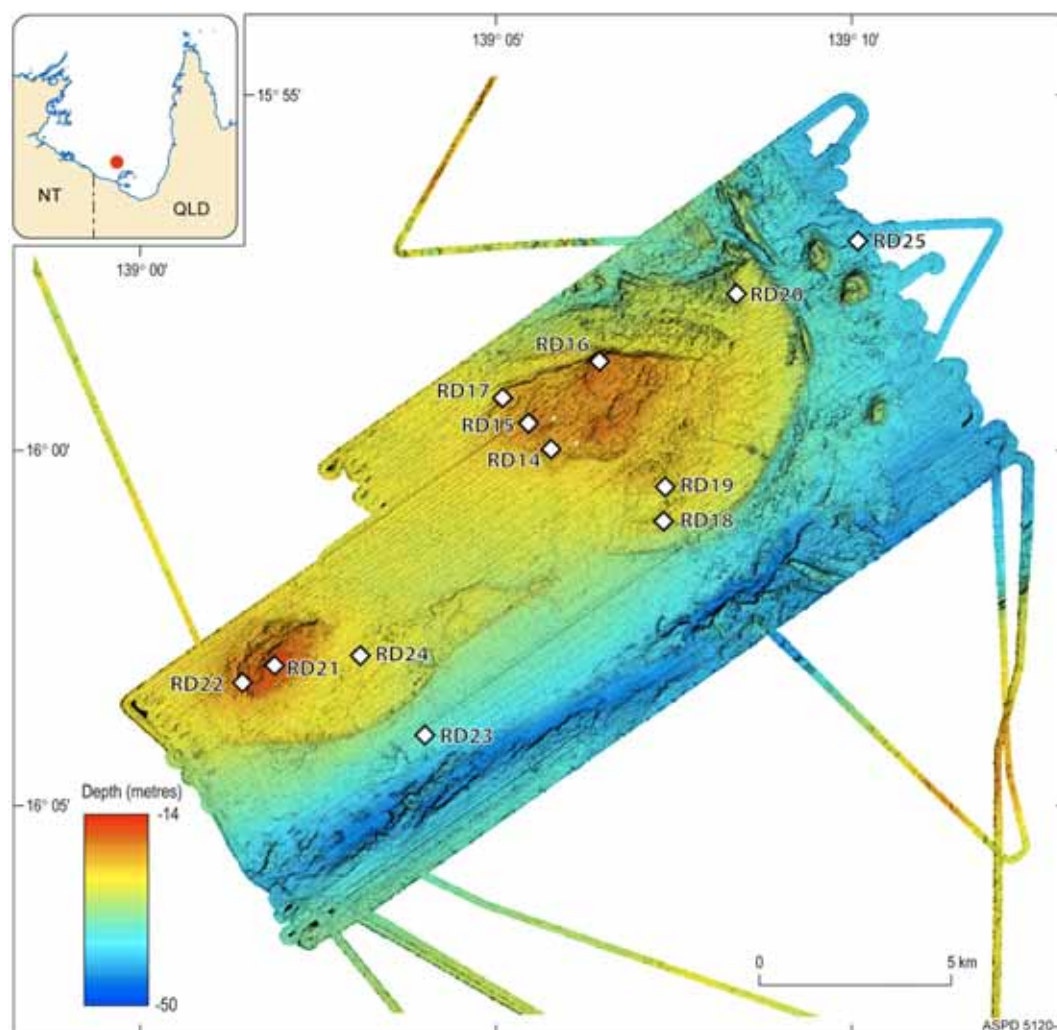 139° 05'
139° 10'
15° 55'
NT
QLD
139° 00'
RD25
RD20
RD16
RD17
RD15
RD14
16° 00'
RD19
RD18
RD24
RD21
RD22
RD23
16° 05'
Depth (metres)
-14
-50
0
5 km
ASPD 5120-